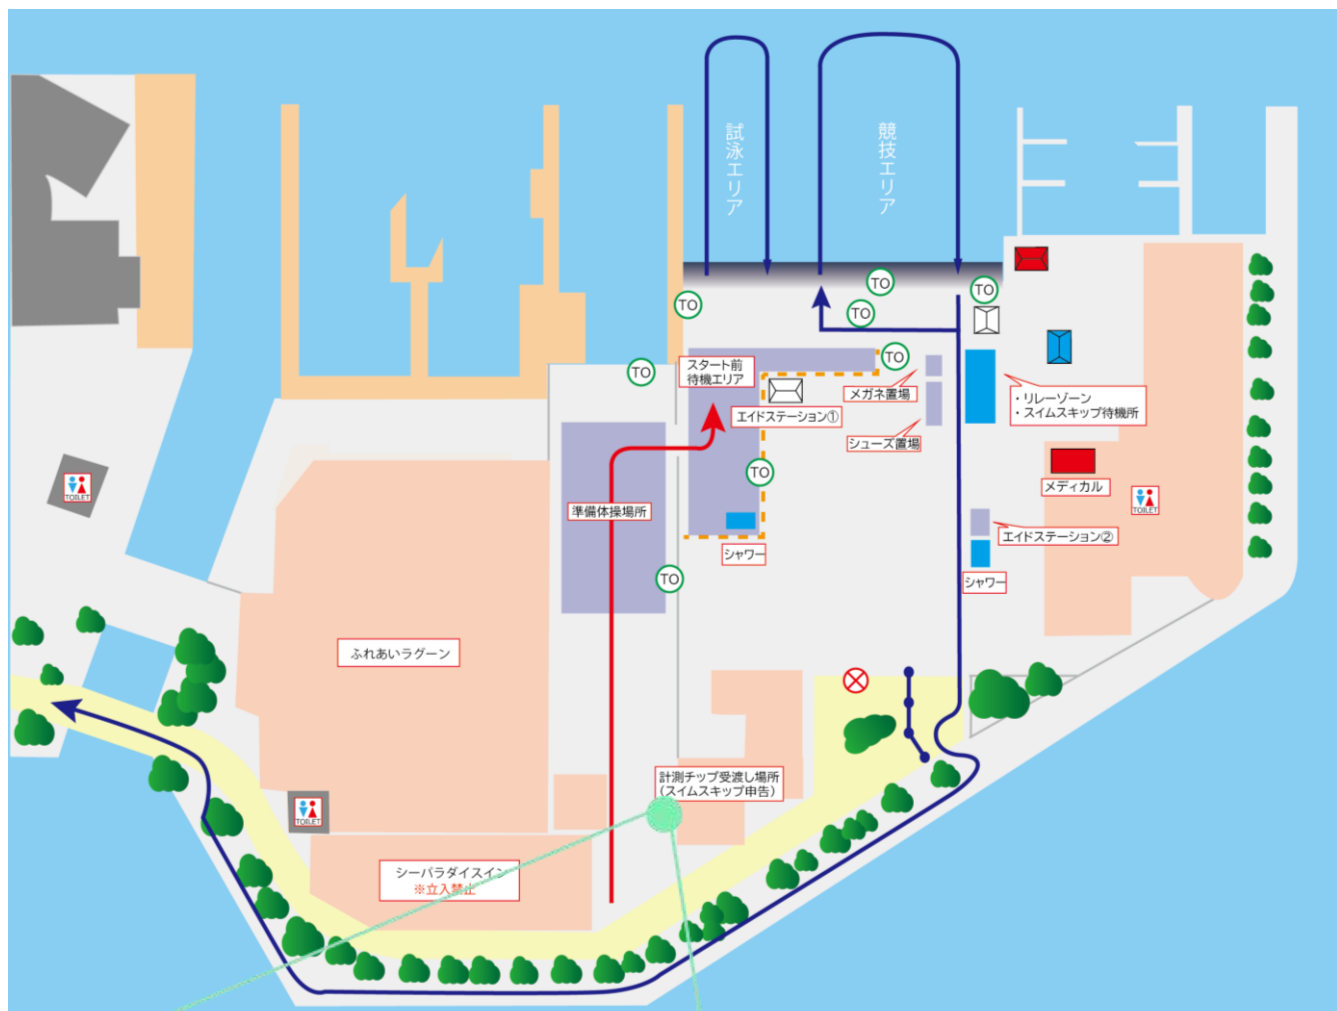 試泳エリア
競技エリア
TO
TO
TO
TO
TO
TO
スタート前
待機エリア
TO
メガネ置場
・リレーゾーン
・スイムスキップ待機所
エイドステーション①
シューズ置場
TO
メディカル
TOILET
TOILET
準備体操場所
エイドステーション②
シャワー
TO
シャワー
ふれあいラグーン
計測チップ受渡し場所
(スイムスキップ申告)
TOILET
シーパラダイスイン
※立入禁止